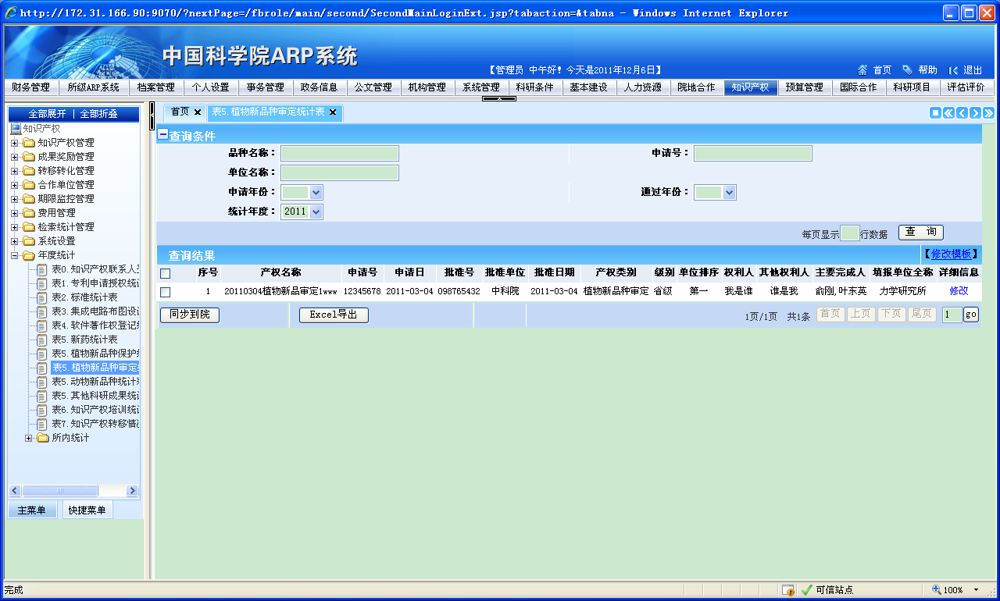 http://172.31.166.90:9070/?nextPage=/fbrole/main/second/SecondMainLoginExt.jsp?tabaction=&tabna - Windows Internet Explorer
中国科学院ARP系统
【管理员 中午好! 今天是2011年12月6日】
首页 帮助 退出
财务管理 所级ARP系统 档案管理 个人设置 事务管理 政务信息 公文管理 机构管理 系统管理 科研条件 基本建设 人力资源 院地合作 知识产权 预算管理 国际合作 科研项目 评估评价
全部展开 | 全部折叠
知识产权
知识产权管理
成果奖励管理
转移转化管理
合作单位管理
期限监控管理
费用管理
检索统计管理
系统设置
年度统计
表0.知识产权联系人
表1.专利申请授权统
表2.标准统计表
表3.集成电路布图设
表4.软件著作权登记
表5.新药统计表
表5.植物新品种保护
表5.植物新品种审定
表5.动物新品种统计
表5.其他科研成果统
表6.知识产权培训统
表7.知识产权转移情
所内统计
主菜单 快捷菜单
首页 表5.植物新品种审定统计表
查询条件
品种名称： 申请号：
单位名称：
申请年份： 通过年份：
统计年度： 2011
每页显示 行数据 查 询
查询结果 【修改模板】
序号 产权名称 申请号 申请日 批准号 批准单位 批准日期 产权类别 级别 单位排序 权利人 其他权利人 主要完成人 填报单位全称 详细信息
1 20110304植物新品审定1www 12345678 2011-03-04 098765432 中科院 2011-03-04 植物新品种审定 省级 第一 我是谁 谁是我 俞刚,叶东英 力学研究所 修改
同步到院 Excel导出 1页/1页 共1条 首页 上页 下页 尾页 1 go
完成 可信站点 100%